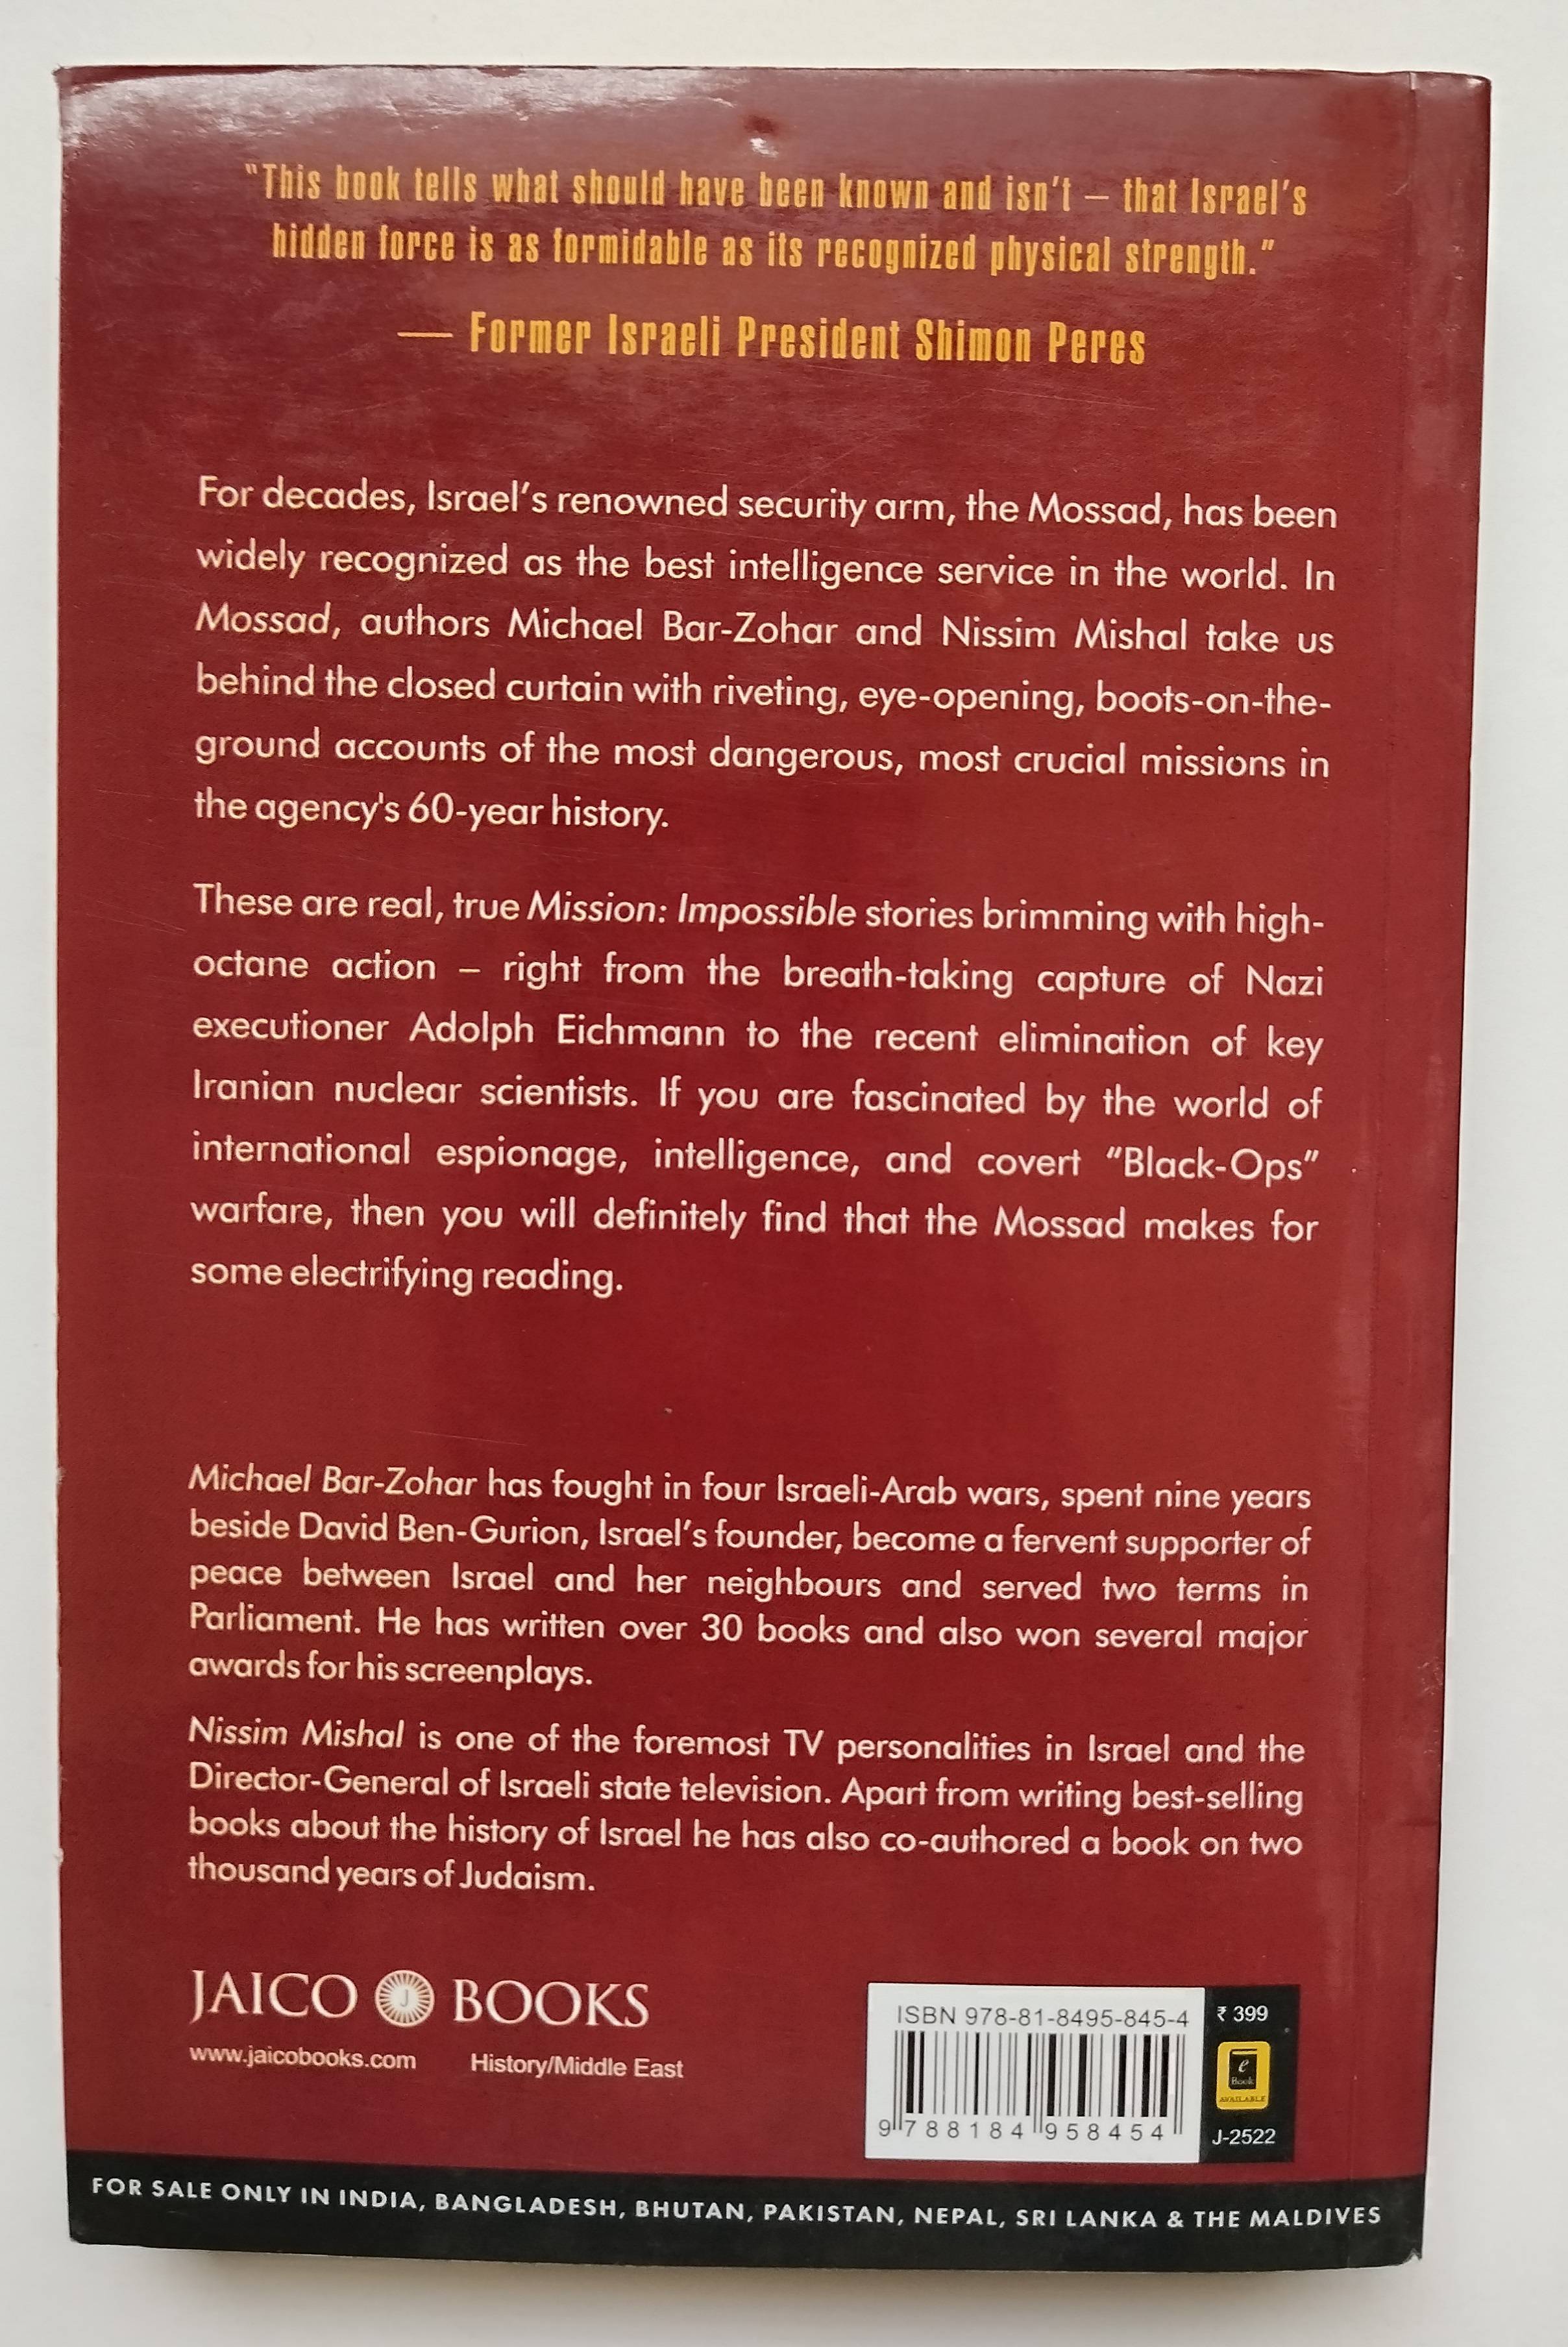 "This book tells what should have been known and isn't – that Israel's
hidden force is as formidable as its recognized physical strength."
— Former Israeli President Shimon Peres
For decades, Israel's renowned security arm, the Mossad, has been
widely recognized as the best intelligence service in the world. In
Mossad, authors Michael Bar-Zohar and Nissim Mishal take us
behind the closed curtain with riveting, eye-opening, boots-on-the-
ground accounts of the most dangerous, most crucial missions in
the agency's 60-year history.
These are real, true Mission: Impossible stories brimming with high-
octane action – right from the breath-taking capture of Nazi
executioner Adolph Eichmann to the recent elimination of key
Iranian nuclear scientists. If you are fascinated by the world of
international espionage, intelligence, and covert "Black-Ops"
warfare, then you will definitely find that the Mossad makes for
some electrifying reading.
Michael Bar-Zohar has fought in four Israeli-Arab wars, spent nine years
beside David Ben-Gurion, Israel's founder, become a fervent supporter of
peace between Israel and her neighbours and served two terms in
Parliament. He has written over 30 books and also won several major
awards for his screenplays.
Nissim Mishal is one of the foremost TV personalities in Israel and the
Director-General of Israeli state television. Apart from writing best-selling
books about the history of Israel he has also co-authored a book on two
thousand years of Judaism.
JAICO J BOOKS
www.jaicobooks.com History/Middle East
ISBN 978-81-8495-845-4
9 788184 958454
₹ 399
e
Book
AVAILABLE
J-2522
FOR SALE ONLY IN INDIA, BANGLADESH, BHUTAN, PAKISTAN, NEPAL, SRI LANKA & THE MALDIVES